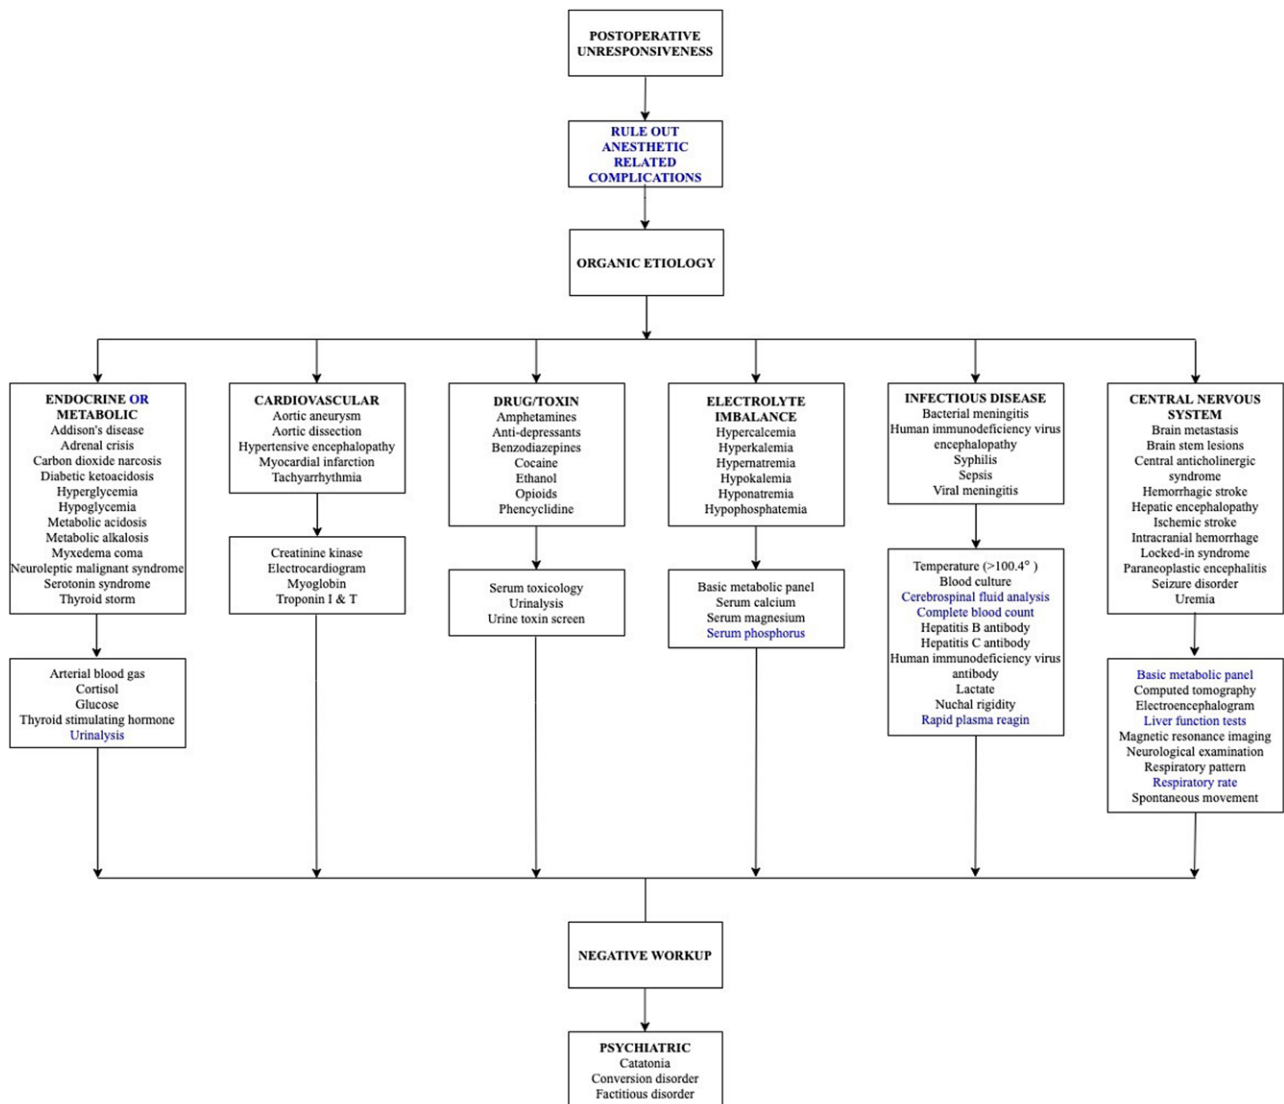 POSTOPERATIVE
UNRESPONSIVENESS
RULE OUT
ANESTHETIC
RELATED
COMPLICATIONS
ORGANIC ETIOLOGY
ENDOCRINE OR
METABOLIC
Addison's disease
Adrenal crisis
Carbon dioxide narcosis
Diabetic ketoacidosis
Hyperglycemia
Hypoglycemia
Metabolic acidosis
Metabolic alkalosis
Myxedema coma
Neuroleptic malignant syndrome
Serotonin syndrome
Thyroid storm
Arterial blood gas
Cortisol
Glucose
Thyroid stimulating hormone
Urinalysis
CARDIOVASCULAR
Aortic aneurysm
Aortic dissection
Hypertensive encephalopathy
Myocardial infarction
Tachyarrhythmia
Creatinine kinase
Electrocardiogram
Myoglobin
Troponin I & T
DRUG/TOXIN
Amphetamines
Anti-depressants
Benzodiazepines
Cocaine
Ethanol
Opioids
Phencyclidine
Serum toxicology
Urinalysis
Urine toxin screen
ELECTROLYTE
IMBALANCE
Hypercalcemia
Hyperkalemia
Hypernatremia
Hypokalemia
Hyponatremia
Hypophosphatemia
Basic metabolic panel
Serum calcium
Serum magnesium
Serum phosphorus
INFECTIOUS DISEASE
Bacterial meningitis
Human immunodeficiency virus
encephalopathy
Syphilis
Sepsis
Viral meningitis
Temperature (>100.4° )
Blood culture
Cerebrospinal fluid analysis
Complete blood count
Hepatitis B antibody
Hepatitis C antibody
Human immunodeficiency virus
antibody
Lactate
Nuchal rigidity
Rapid plasma reagin
CENTRAL NERVOUS
SYSTEM
Brain metastasis
Brain stem lesions
Central anticholinergic
syndrome
Hemorrhagic stroke
Hepatic encephalopathy
Ischemic stroke
Intracranial hemorrhage
Locked-in syndrome
Paraneoplastic encephalitis
Seizure disorder
Uremia
Basic metabolic panel
Computed tomography
Electroencephalogram
Liver function tests
Magnetic resonance imaging
Neurological examination
Respiratory pattern
Respiratory rate
Spontaneous movement
NEGATIVE WORKUP
PSYCHIATRIC
Catatonia
Conversion disorder
Factitious disorder